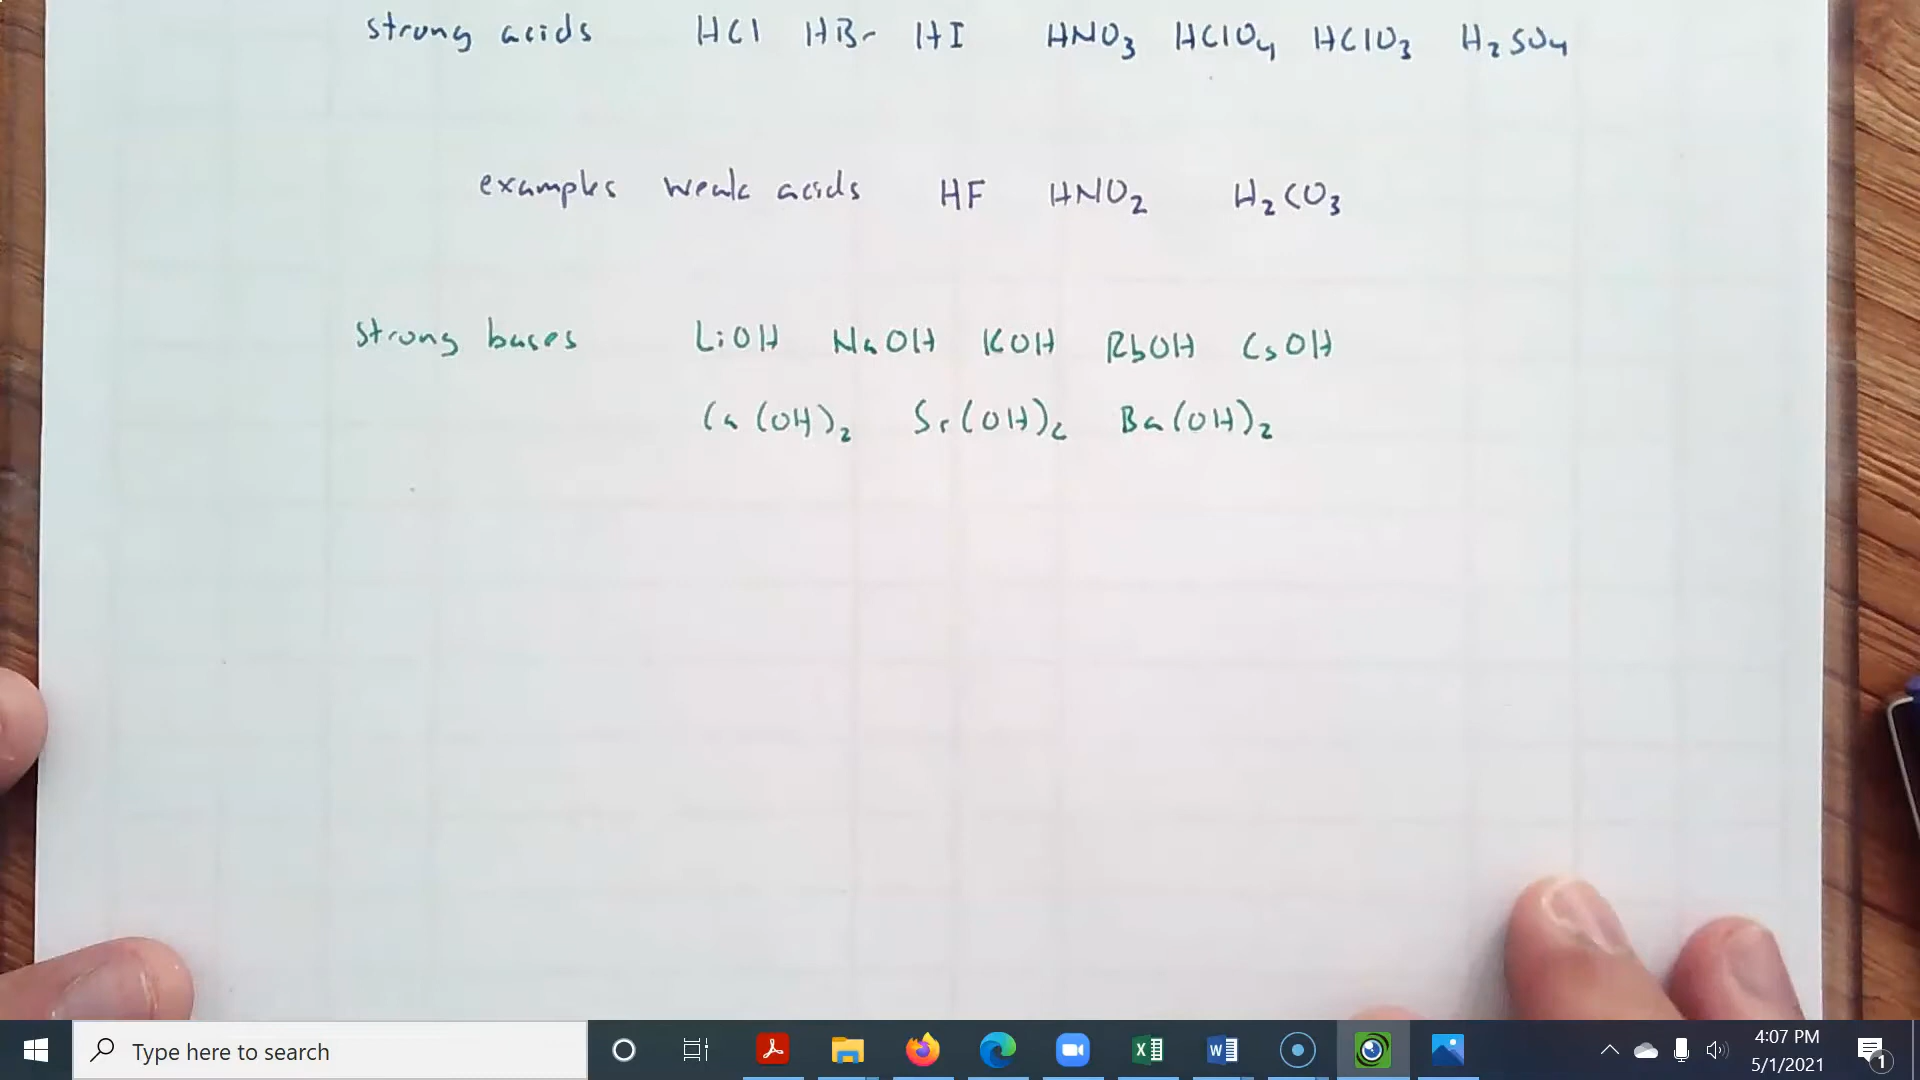 strong acids HCl HBr HI HNO₃ HClO₄ HClO₃ H₂SO₄
examples weak acids HF HNO₂ H₂CO₃
strong bases LiOH NaOH KOH RbOH CsOH
Ca(OH)₂ Sr(OH)₂ Ba(OH)₂
Type here to search
4:07 PM
5/1/2021
1